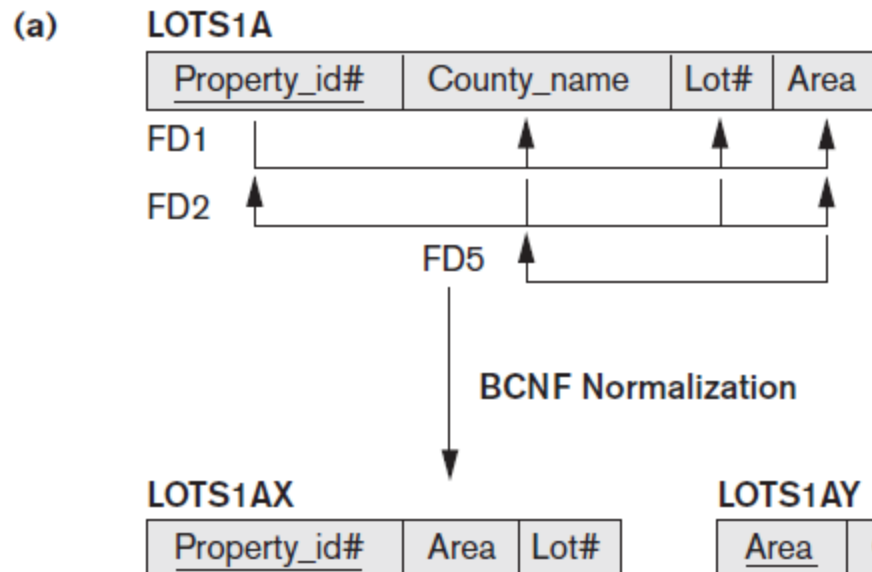 (a) LOTS1A
Property_id# County_name Lot# Area
FD1
FD2
FD5
BCNF Normalization
LOTS1AX LOTS1AY
Property_id# Area Lot# Area